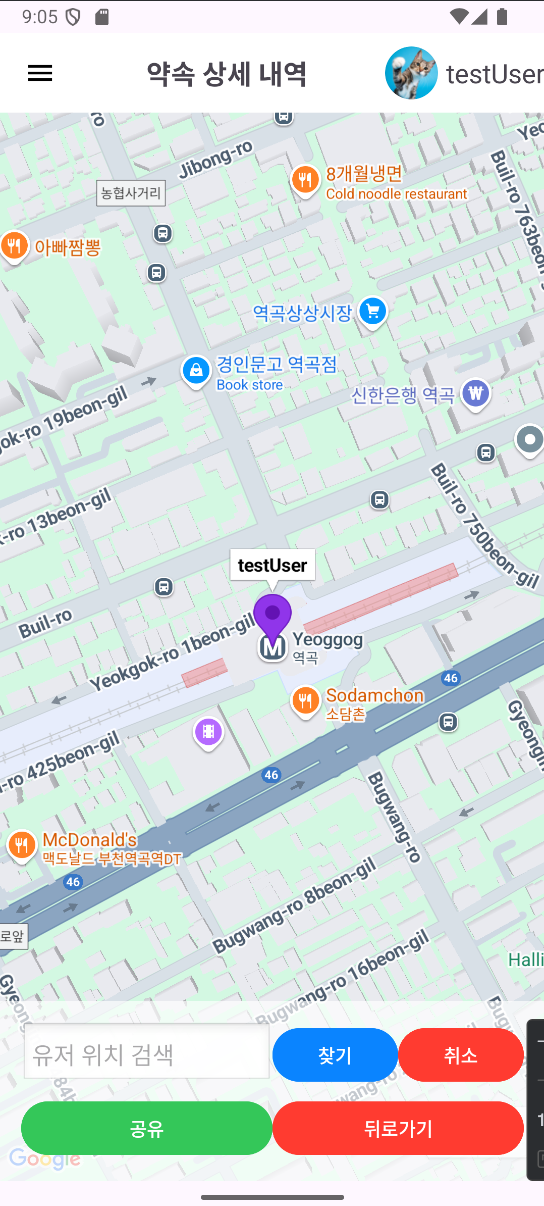 9:05
약속 상세 내역
testUser
ro
Jibong-ro
8개월냉면
Cold noodle restaurant
농협사거리
Buil-ro 763beon-gil
아빠짬뽕
역곡상상시장
경인문고 역곡점
Book store
신한은행 역곡
gok-ro 19beon-gil
k-ro 13beon-gil
Buil-ro 750beon-gil
testUser
Buil-ro
Yeokgok-ro 1beon-gil
M
Yeoggog
역곡
46
Sodamchon
소담촌
-ro 425beon-gil
46
Bugwang-ro
McDonald's
맥도날드 부천역곡역DT
46
Bugwang-ro 8beon-gil
로앞
Bugwang-ro 16beon-gil
Halli
Bugwang-ro
유저 위치 검색
찾기
취소
공유
뒤로가기
Google